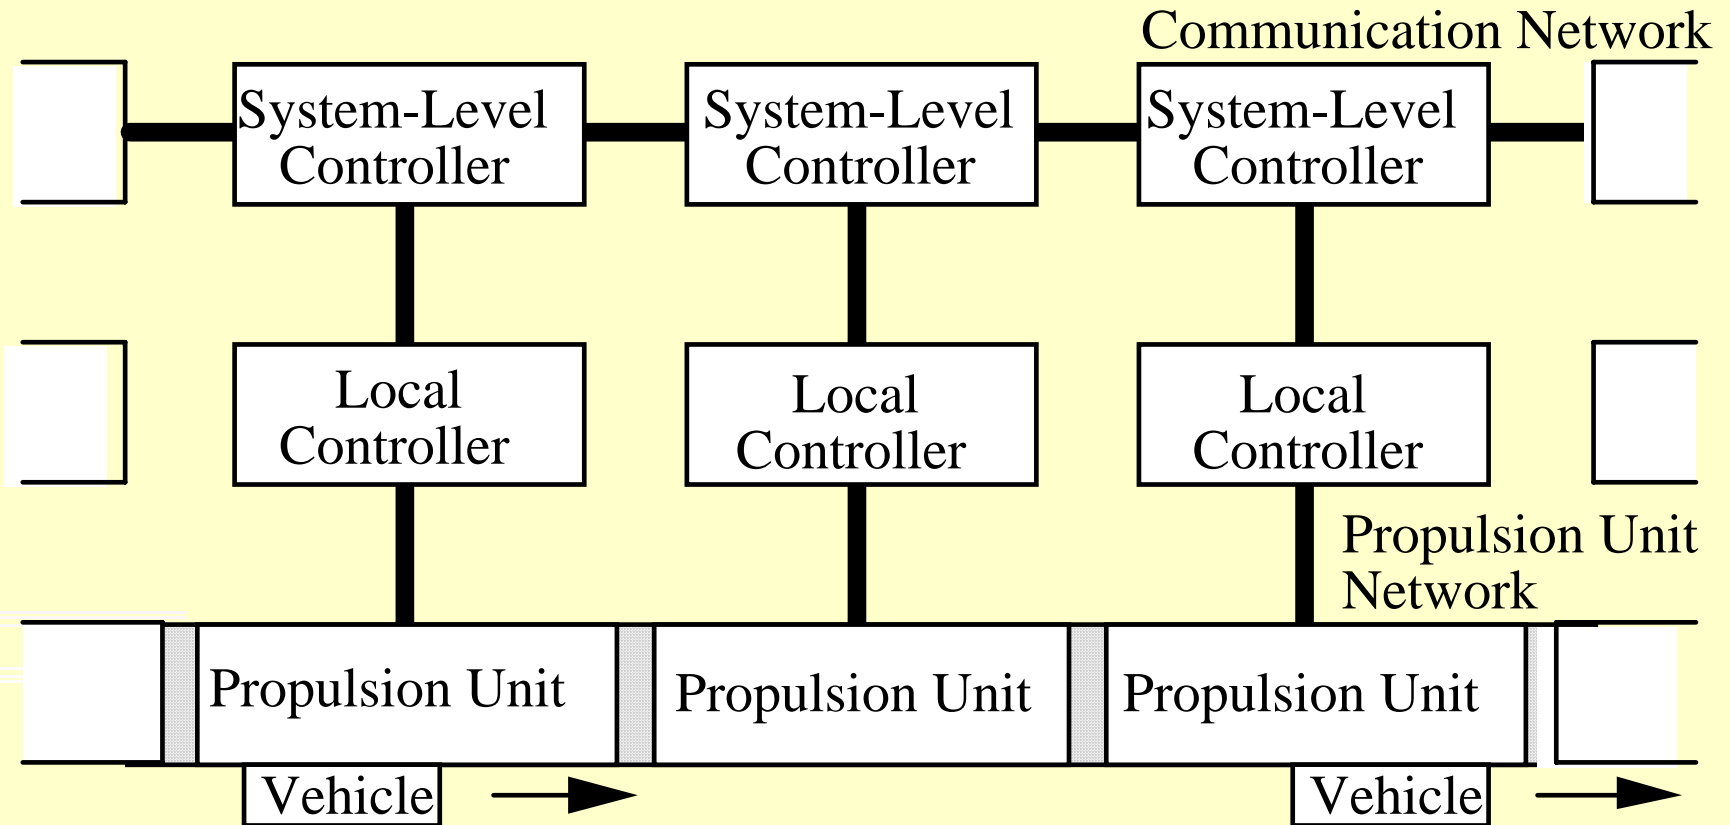 Communication Network
System-Level
Controller
System-Level
Controller
System-Level
Controller
Local
Controller
Local
Controller
Local
Controller
Propulsion Unit
Network
Propulsion Unit
Propulsion Unit
Propulsion Unit
Vehicle
Vehicle